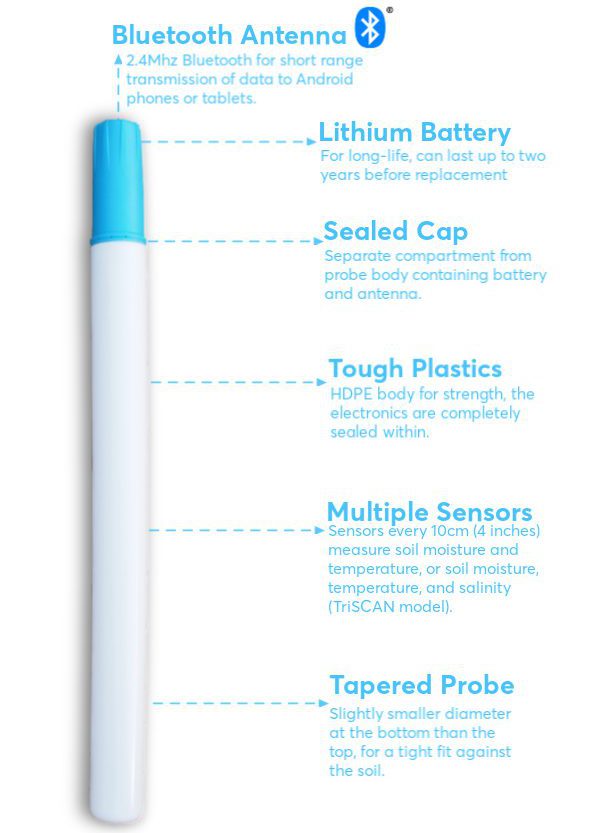 Bluetooth Antenna
2.4Mhz Bluetooth for short range
transmission of data to Android
phones or tablets.
Lithium Battery
For long-life, can last up to two
years before replacement
Sealed Cap
Separate compartment from
probe body containing battery
and antenna.
Tough Plastics
HDPE body for strength, the
electronics are completely
sealed within.
Multiple Sensors
Sensors every 10cm (4 inches)
measure soil moisture and
temperature, or soil moisture,
temperature, and salinity
(TriSCAN model).
Tapered Probe
Slightly smaller diameter
at the bottom than the
top, for a tight fit against
the soil.